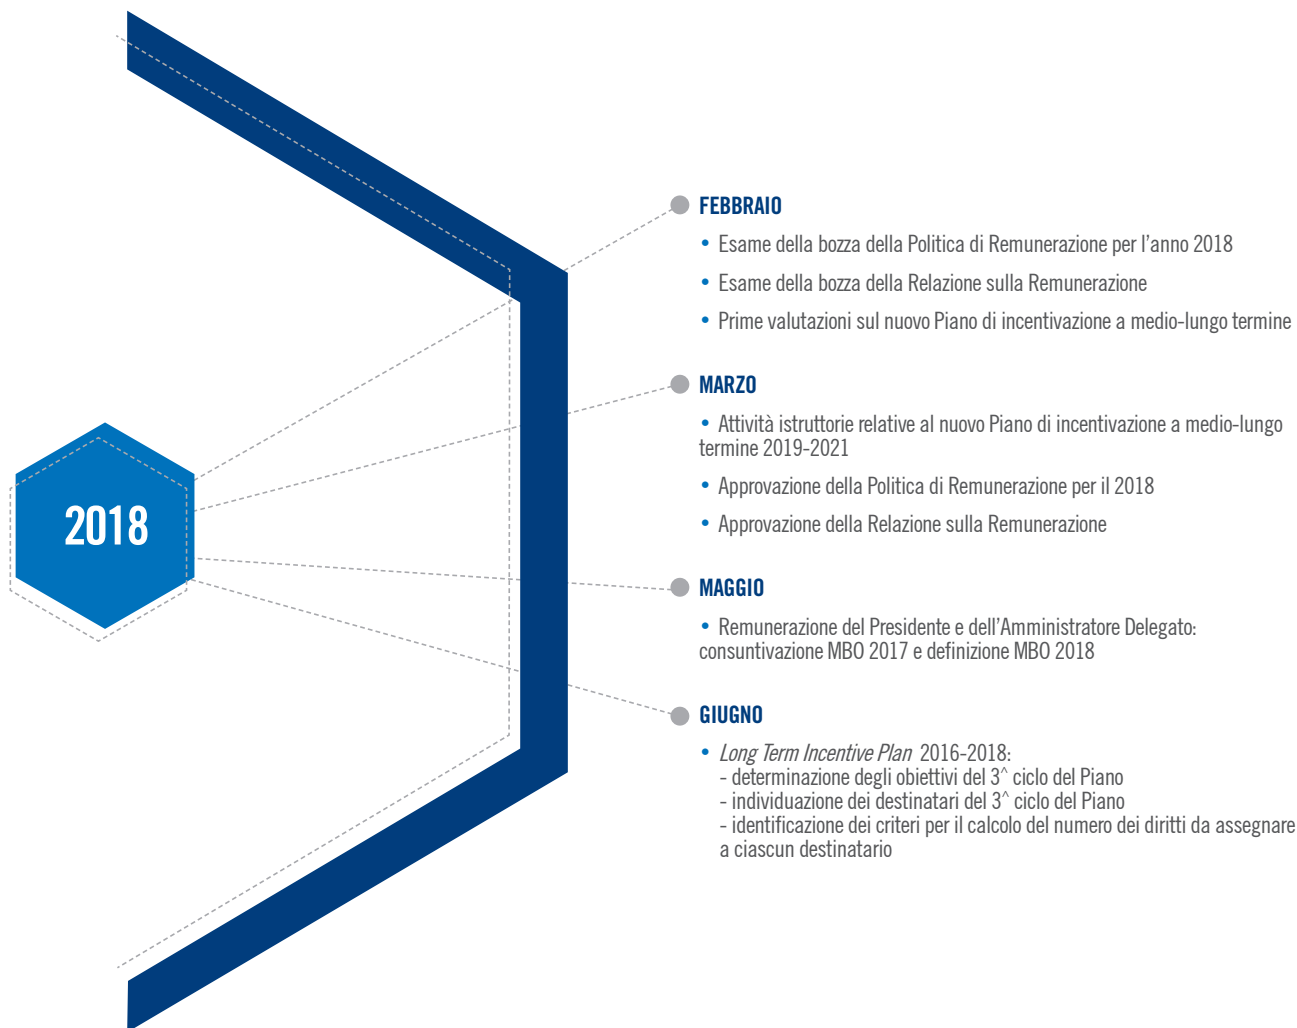 2018
FEBBRAIO
• Esame della bozza della Politica di Remunerazione per l’anno 2018
• Esame della bozza della Relazione sulla Remunerazione
• Prime valutazioni sul nuovo Piano di incentivazione a medio-lungo termine
MARZO
• Attività istruttorie relative al nuovo Piano di incentivazione a medio-lungo
termine 2019-2021
• Approvazione della Politica di Remunerazione per il 2018
• Approvazione della Relazione sulla Remunerazione
MAGGIO
• Remunerazione del Presidente e dell’Amministratore Delegato:
consuntivazione MBO 2017 e definizione MBO 2018
GIUGNO
• Long Term Incentive Plan 2016-2018:
- determinazione degli obiettivi del 3^ ciclo del Piano
- individuazione dei destinatari del 3^ ciclo del Piano
- identificazione dei criteri per il calcolo del numero dei diritti da assegnare
a ciascun destinatario